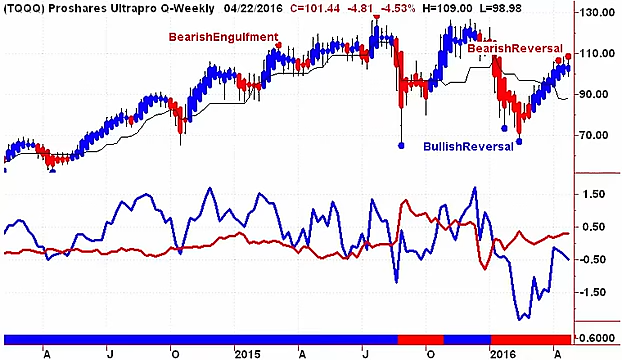 (TQQQ) Proshares Ultrapro Q-Weekly 04/22/2016 C=101.44 -4.81 -4.53% H=109.00 L=98.98
130.00
BearishEngulfment
BearishReversal
110.00
90.00
BullishReversal
70.00
1.50
0.50
-0.50
-1.50
0.6000
A J O 2015 A J O 2016 A